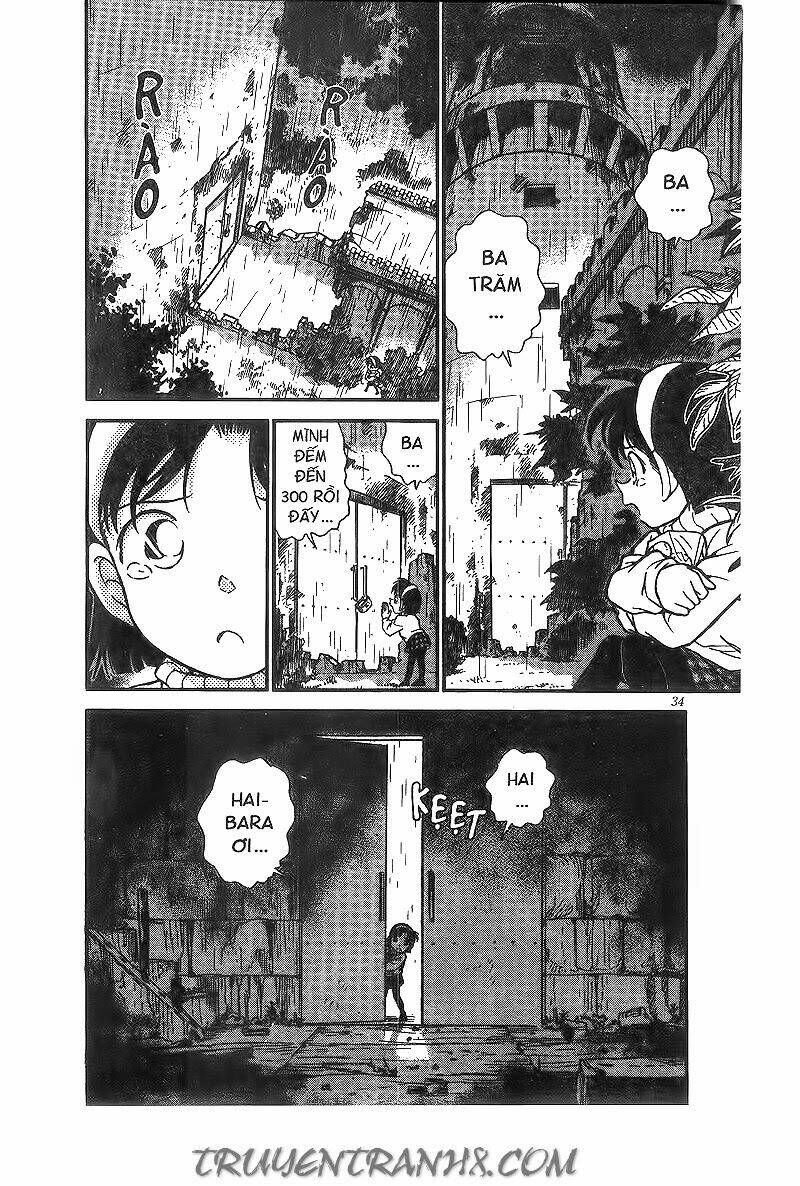 RÀO
RÀO
BA
...
BA
TRĂM
...
BA
...
MÌNH
ĐẾM
ĐẾN
300 RỒI
ĐẤY...
34
HAI
...
KẸẸT
HAI-
BARA
ƠI...
TRUYENTRANH8.COM